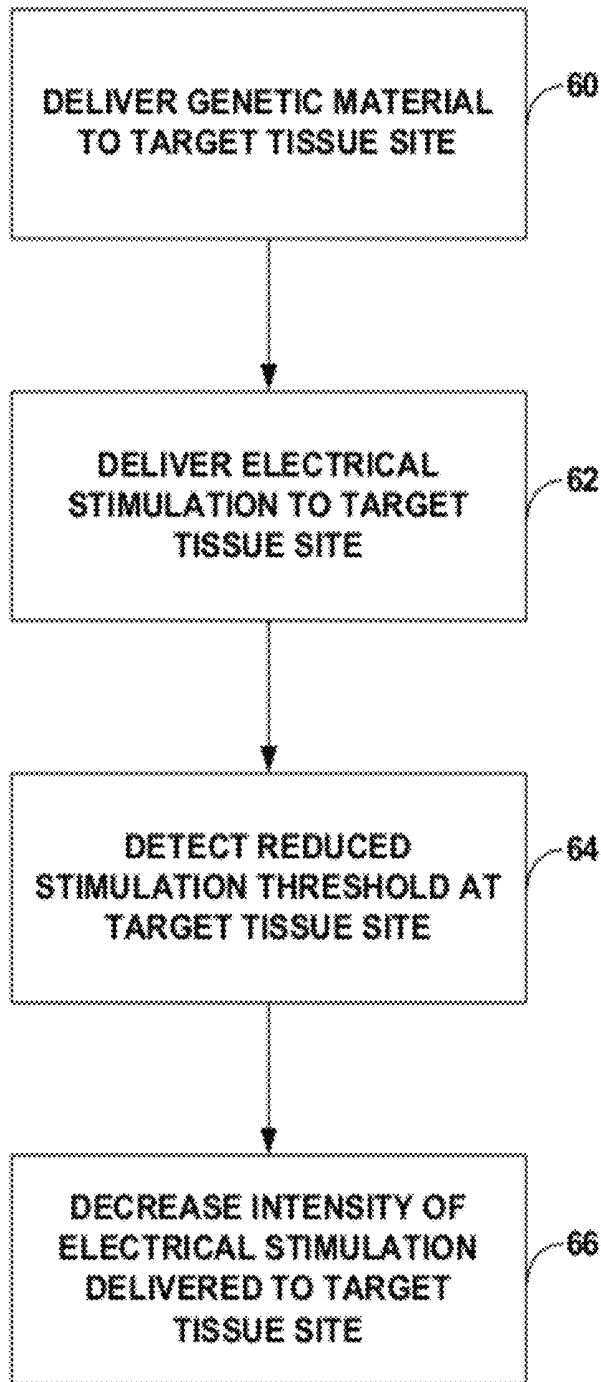 DELIVER GENETIC MATERIAL
TO TARGET TISSUE SITE
60
DELIVER ELECTRICAL
STIMULATION TO TARGET
TISSUE SITE
62
DETECT REDUCED
STIMULATION THRESHOLD AT
TARGET TISSUE SITE
64
DECREASE INTENSITY OF
ELECTRICAL STIMULATION
DELIVERED TO TARGET
TISSUE SITE
66